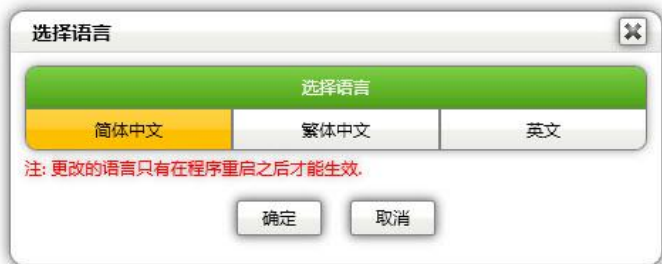 选择语言
选择语言
简体中文 繁体中文 英文
注: 更改的语言只有在程序重启之后才能生效.
确定 取消